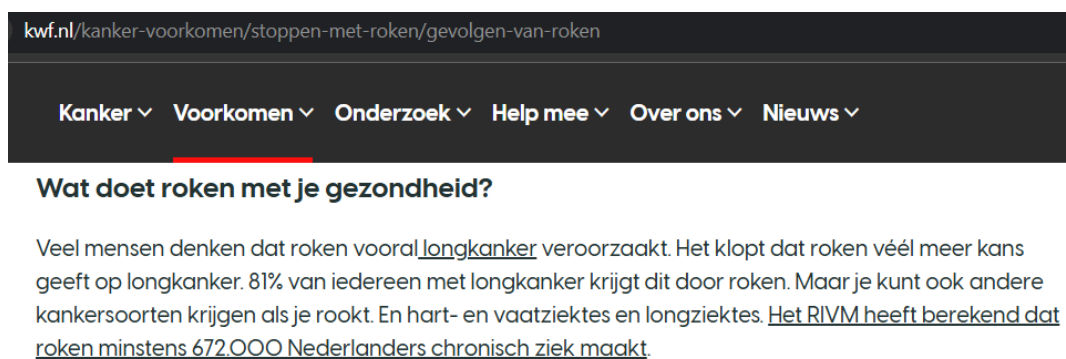 kwf.nl/kanker-voorkomen/stoppen-met-roken/gevolgen-van-roken
Kanker Voorkomen Onderzoek Help mee Over ons Nieuws
Wat doet roken met je gezondheid?
Veel mensen denken dat roken vooral longkanker veroorzaakt. Het klopt dat roken véél meer kans
geeft op longkanker. 81% van iedereen met longkanker krijgt dit door roken. Maar je kunt ook andere
kankersoorten krijgen als je rookt. En hart- en vaatziektes en longziektes. Het RIVM heeft berekend dat
roken minstens 672.000 Nederlanders chronisch ziek maakt.